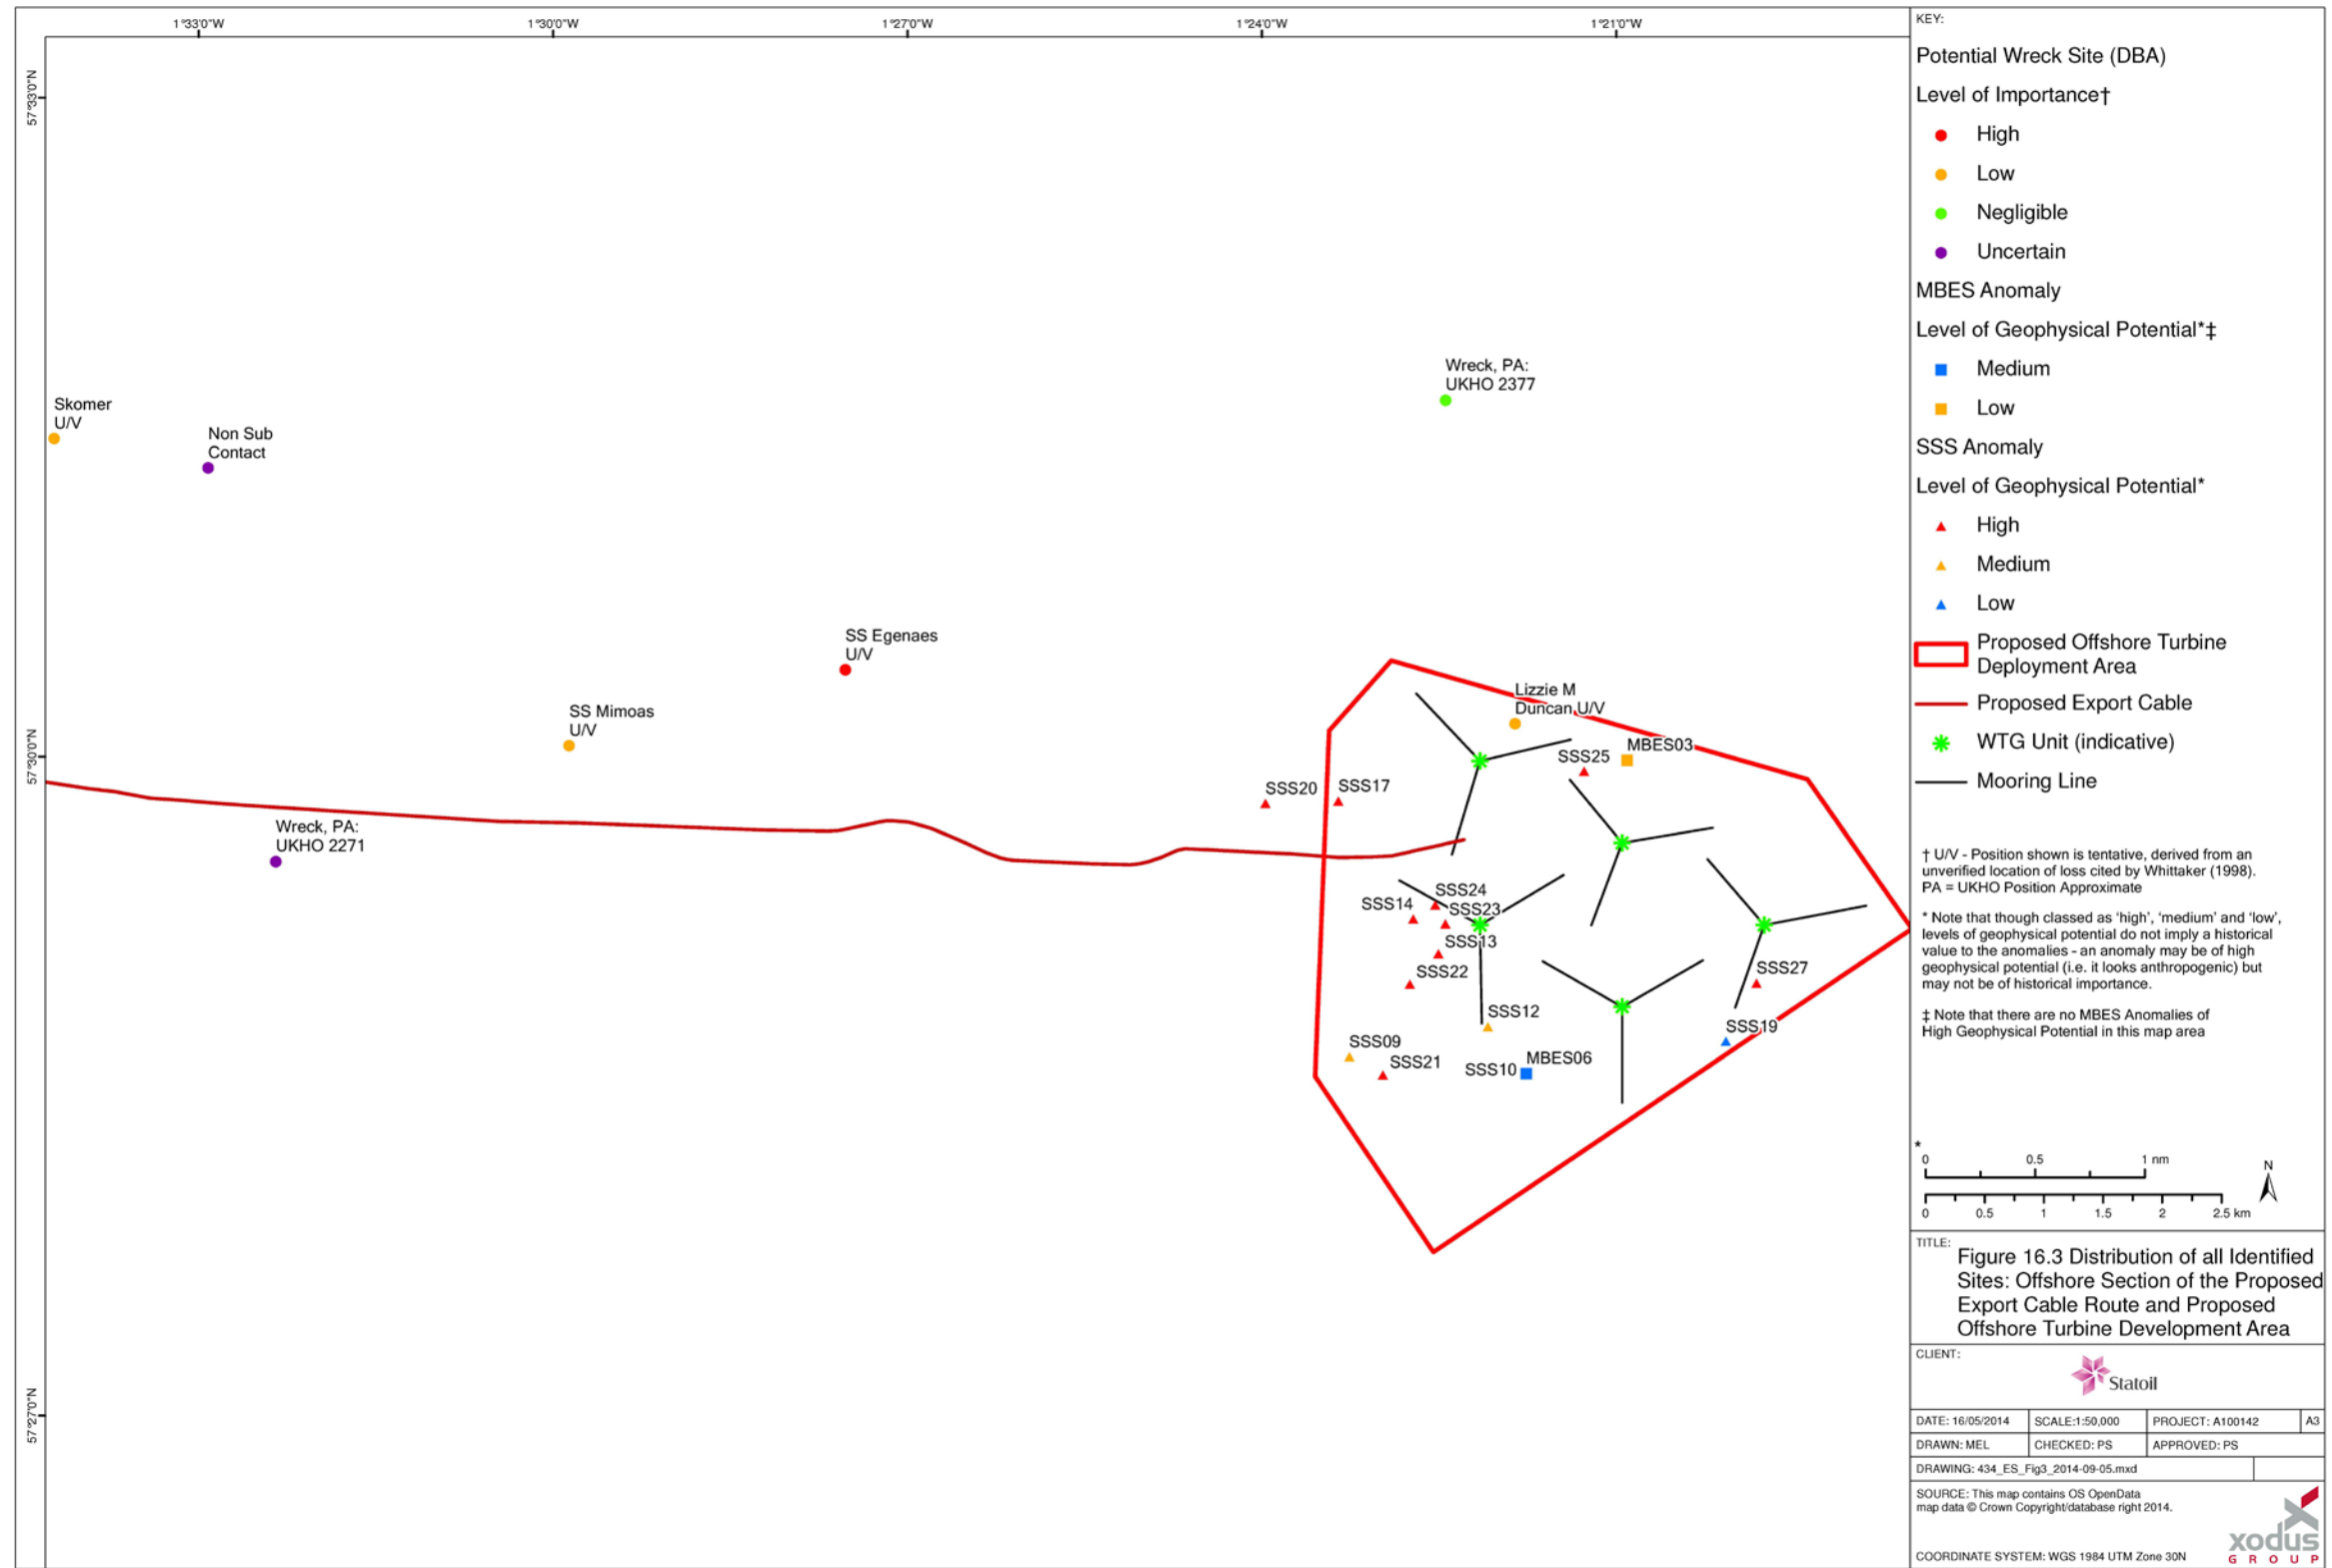 1°33'0"W
1°30'0"W
1°27'0"W
1°24'0"W
1°21'0"W
57°33'0"N
57°30'0"N
57°27'0"N
Wreck, PA:
UKHO 2377
Skomer
U/V
Non Sub
Contact
SS Egenaes
U/V
SS Mimoas
U/V
Lizzie M
Duncan U/V
MBES03
SSS25
SSS20
SSS17
Wreck, PA:
UKHO 2271
SSS24
SSS14
SSS23
SSS13
SSS22
SSS27
SSS12
SSS19
SSS09
SSS21
SSS10
MBES06
KEY:
Potential Wreck Site (DBA)
Level of Importance†
High
Low
Negligible
Uncertain
MBES Anomaly
Level of Geophysical Potential*‡
Medium
Low
SSS Anomaly
Level of Geophysical Potential*
High
Medium
Low
Proposed Offshore Turbine
Deployment Area
Proposed Export Cable
WTG Unit (indicative)
Mooring Line
† U/V - Position shown is tentative, derived from an
unverified location of loss cited by Whittaker (1998).
PA = UKHO Position Approximate
* Note that though classed as ‘high’, ‘medium’ and ‘low’,
levels of geophysical potential do not imply a historical
value to the anomalies - an anomaly may be of high
geophysical potential (i.e. it looks anthropogenic) but
may not be of historical importance.
‡ Note that there are no MBES Anomalies of
High Geophysical Potential in this map area
*
0 0.5 1 nm
N
0 0.5 1 1.5 2 2.5 km
TITLE:
Figure 16.3 Distribution of all Identified
Sites: Offshore Section of the Proposed
Export Cable Route and Proposed
Offshore Turbine Development Area
CLIENT:
Statoil
DATE: 16/05/2014 SCALE:1:50,000 PROJECT: A100142 A3
DRAWN: MEL CHECKED: PS APPROVED: PS
DRAWING: 434_ES_Fig3_2014-09-05.mxd
SOURCE: This map contains OS OpenData
map data © Crown Copyright/database right 2014.
COORDINATE SYSTEM: WGS 1984 UTM Zone 30N
xodus
GROUP